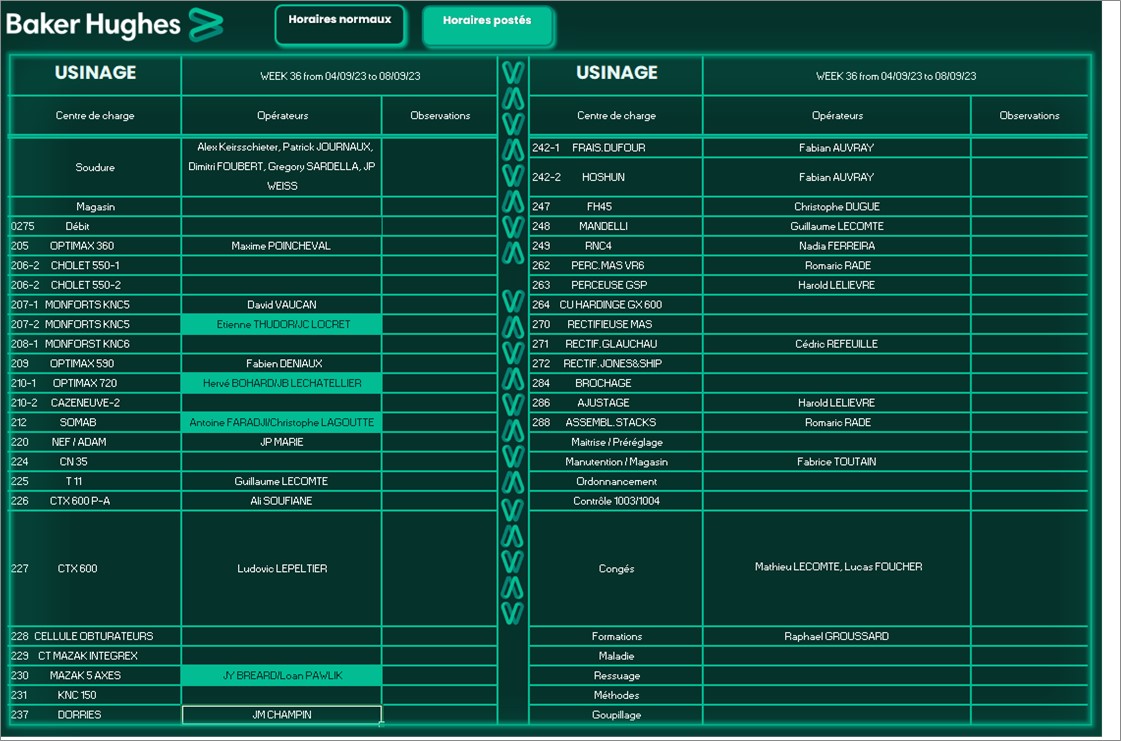 Baker Hughes
Horaires normaux
Horaires postés
USINAGE WEEK 36 from 04/09/23 to 08/09/23
Centre de charge Opérateurs Observations
Soudure Alex Keirsschieter, Patrick JOURNAUX,
Dimitri FOUBERT, Gregory SARDELLA, JP
WEISS
Magasin
0275 Débit
205 OPTIMAX 360 Maxime POINCHEVAL
206-2 CHOLET 550-1
206-2 CHOLET 550-2
207-1 MONFORTS KNC5 David VAUCAN
207-2 MONFORTS KNC5 Etienne THUDOR/JC LOCRET
208-1 MONFORST KNC6
209 OPTIMAX 590 Fabien DENIAUX
210-1 OPTIMAX 720 Hervé BOHARD/JB LECHATELLIER
210-2 CAZENEUVE-2
212 SOMAB Antoine FARADJI/Christophe LAGOUTTE
220 NEF / ADAM JP MARIE
224 CN 35
225 T 11 Guillaume LECOMTE
226 CTX 600 P-A Ali SOUFIANE
227 CTX 600 Ludovic LEPELTIER
228 CELLULE OBTURATEURS
229 CT MAZAK INTEGREX
230 MAZAK 5 AXES JY BREARD/Loan PAWLIK
231 KNC 150
237 DORRIES JM CHAMPIN
USINAGE WEEK 36 from 04/09/23 to 08/09/23
Centre de charge Opérateurs Observations
242-1 FRAIS.DUFOUR Fabian AUVRAY
242-2 HOSHUN Fabian AUVRAY
247 FH45 Christophe DUGUE
248 MANDELLI Guillaume LECOMTE
249 RNC4 Nadia FERREIRA
262 PERC.MAS VR6 Romaric RADE
263 PERCEUSE GSP Harold LELIEVRE
264 CU HARDINGE GX 600
270 RECTIFIEUSE MAS
271 RECTIF.GLAUCHAU Cédric REFEUILLE
272 RECTIF.JONES&SHIP
284 BROCHAGE
286 AJUSTAGE Harold LELIEVRE
288 ASSEMBL.STACKS Romaric RADE
Maitrise / Préréglage
Manutention / Magasin Fabrice TOUTAIN
Ordonnancement
Contrôle 1003/1004
Congés Mathieu LECOMTE, Lucas FOUCHER
Formations Raphael GROUSSARD
Maladie
Ressuage
Méthodes
Goupillage